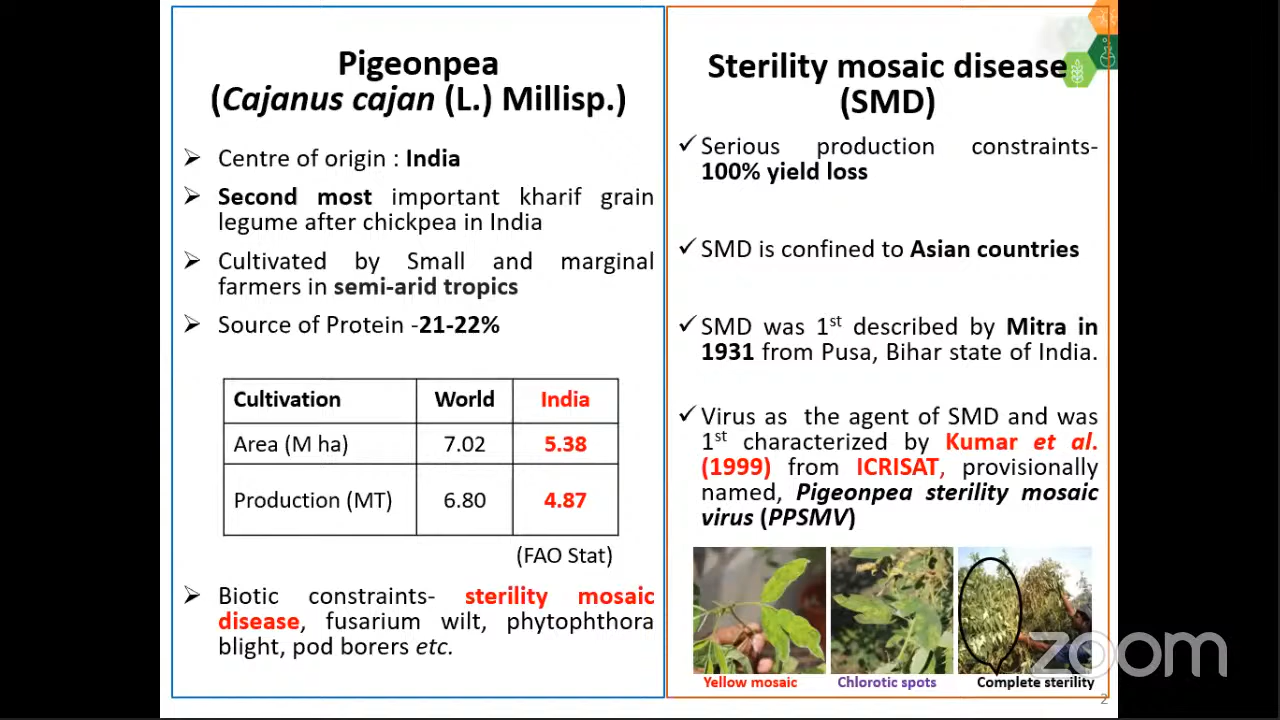 Pigeonpea
(Cajanus cajan (L.) Millisp.)
➢ Centre of origin : India
➢ Second most important kharif grain
legume after chickpea in India
➢ Cultivated by Small and marginal
farmers in semi-arid tropics
➢ Source of Protein -21-22%
Cultivation World India
Area (M ha) 7.02 5.38
Production (MT) 6.80 4.87
(FAO Stat)
➢ Biotic constraints- sterility mosaic
disease, fusarium wilt, phytophthora
blight, pod borers etc.
Sterility mosaic disease
(SMD)
✓ Serious production constraints-
100% yield loss
✓ SMD is confined to Asian countries
✓ SMD was 1st described by Mitra in
1931 from Pusa, Bihar state of India.
✓ Virus as the agent of SMD and was
1st characterized by Kumar et al.
(1999) from ICRISAT, provisionally
named, Pigeonpea sterility mosaic
virus (PPSMV)
Yellow mosaic Chlorotic spots Complete sterility
zoom
2